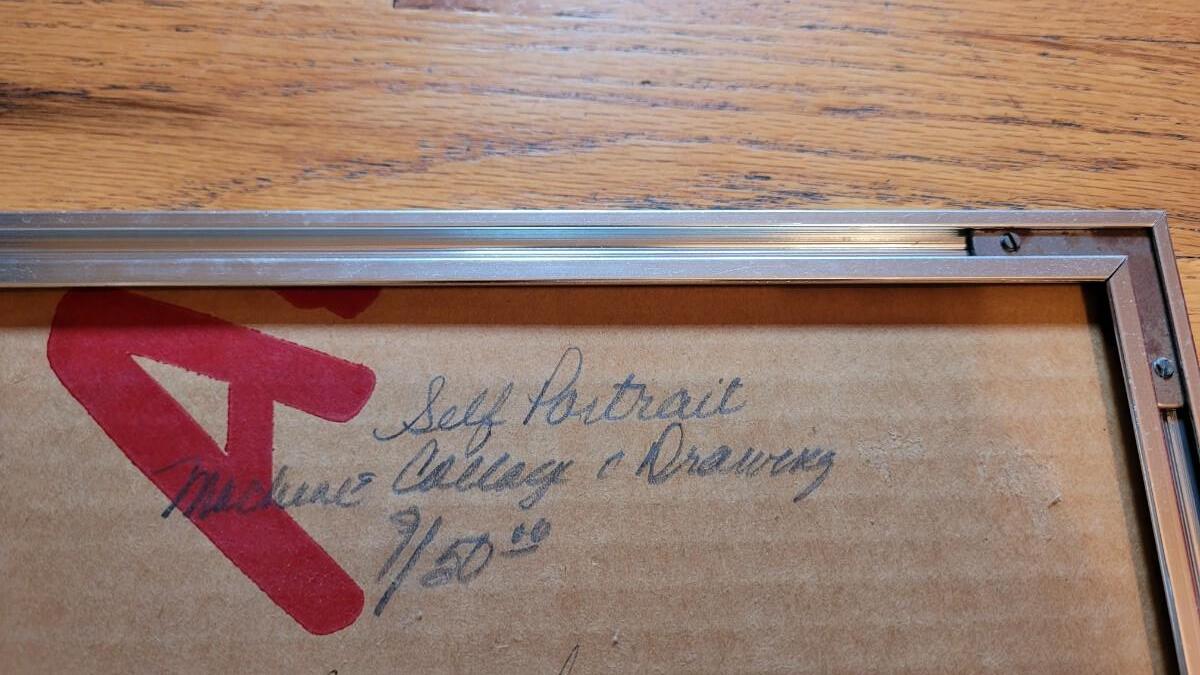 A
Self Portrait
Machine Collage & Drawing
9/50.00